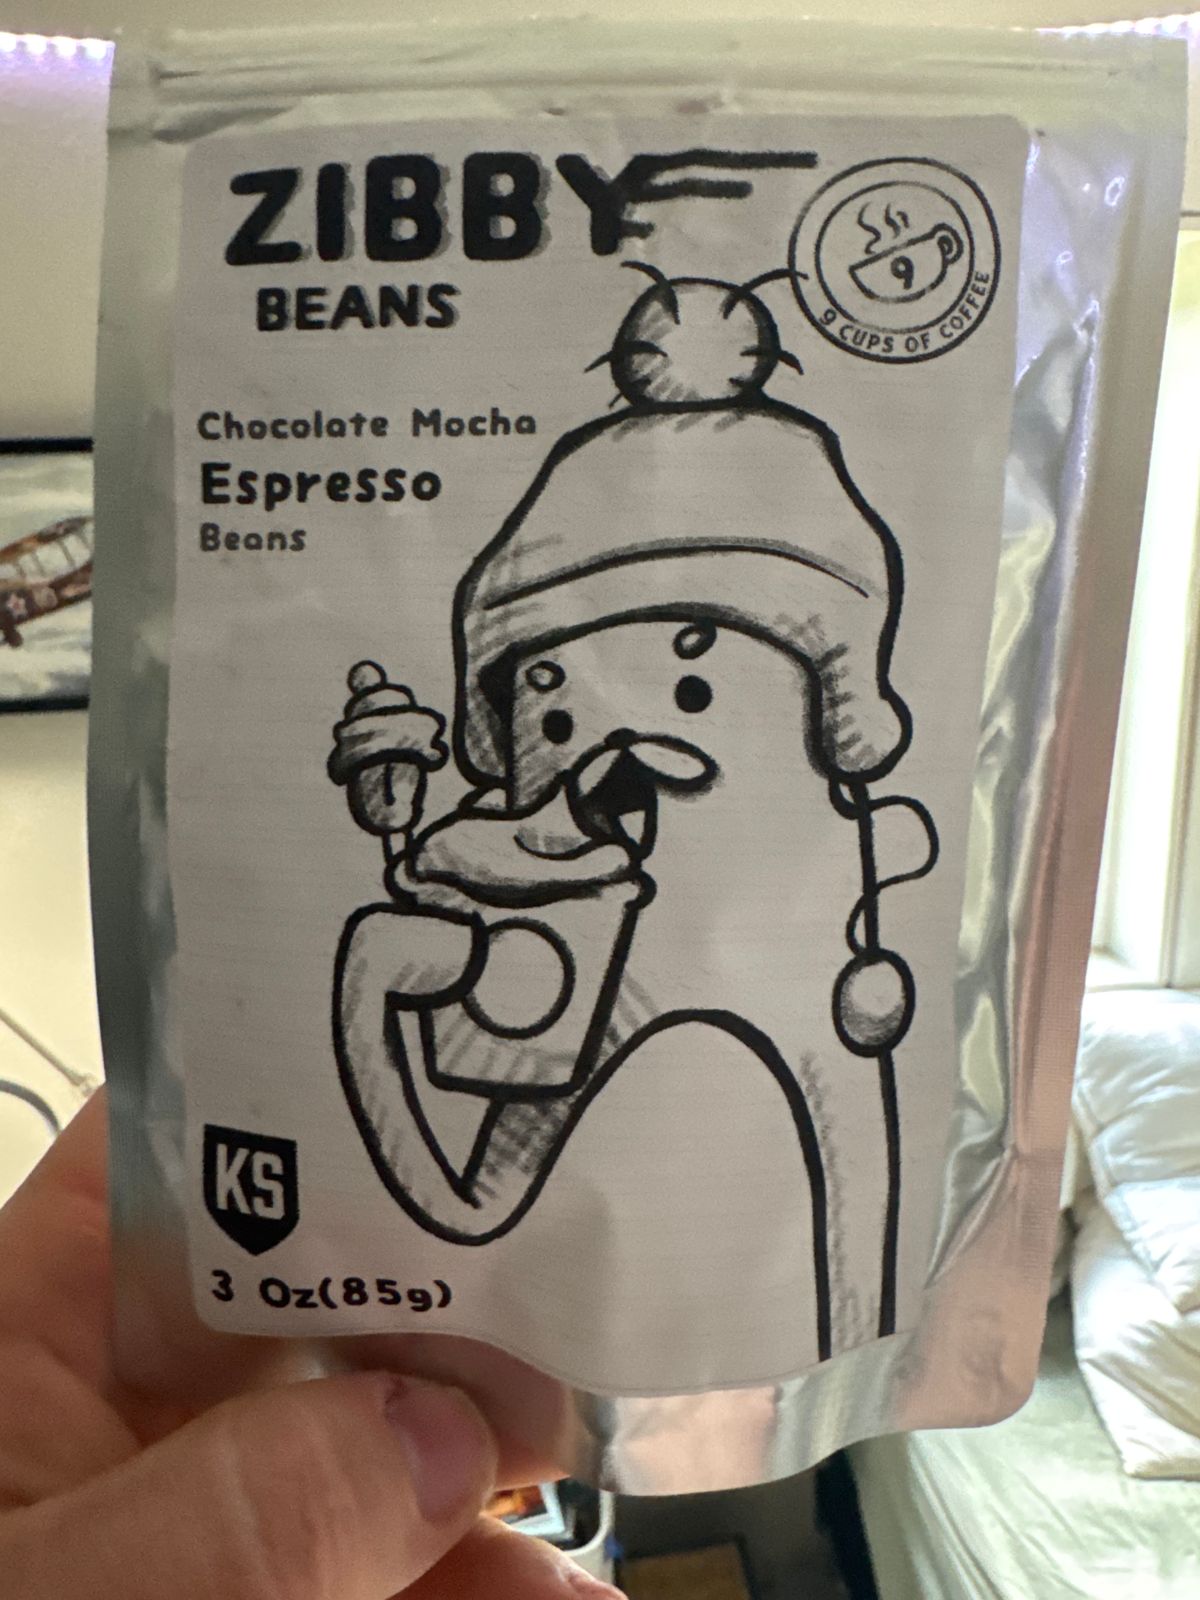 ZIBBY
BEANS
9
9 CUPS OF COFFEE
Chocolate Mocha
Espresso
Beans
KS
3 Oz(85g)